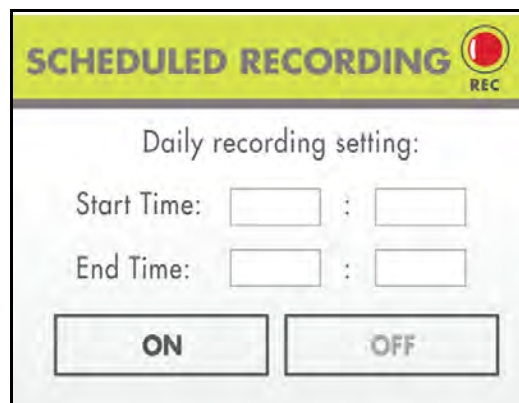 SCHEDULED RECORDING
REC
Daily recording setting:
Start Time: :
End Time: :
ON OFF